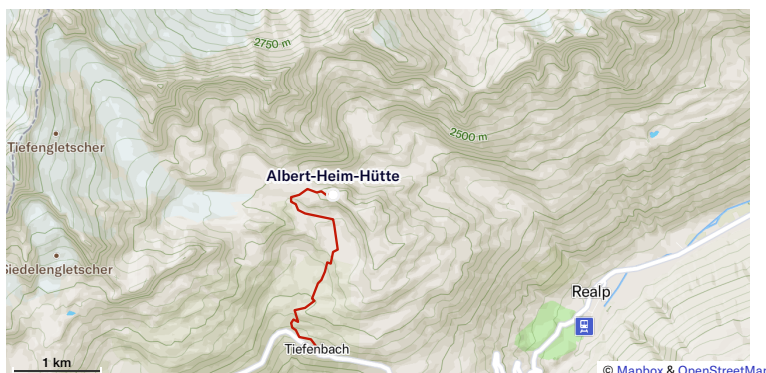 2750 m
2500 m
Tiefengletscher
Albert-Heim-Hütte
Siedelengletscher
Realp
Tiefenbach
1 km
© Mapbox & OpenStreetMap